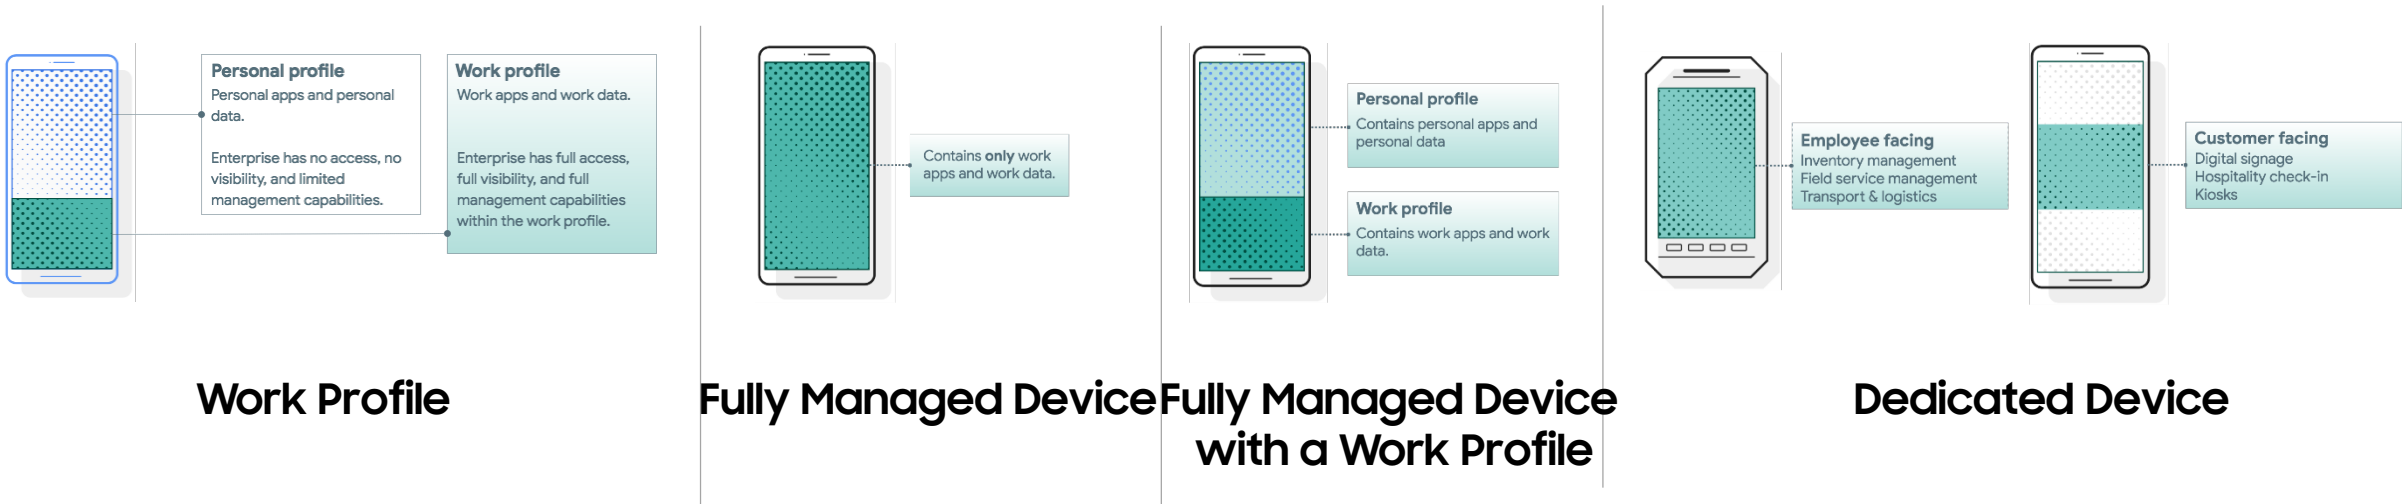 Personal profile
Personal apps and personal
data.
Enterprise has no access, no
visibility, and limited
management capabilities.
Work profile
Work apps and work data.
Enterprise has full access,
full visibility, and full
management capabilities
within the work profile.
Work Profile
Contains only work
apps and work data.
Fully Managed Device
Personal profile
Contains personal apps and
personal data
Work profile
Contains work apps and work
data.
Fully Managed Device
with a Work Profile
Employee facing
Inventory management
Field service management
Transport & logistics
Customer facing
Digital signage
Hospitality check-in
Kiosks
Dedicated Device